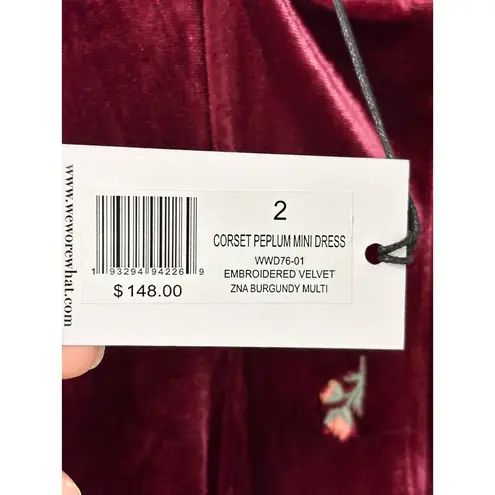 www.weworewhat.com
2
CORSET PEPLUM MINI DRESS
WWD76-01
EMBROIDERED VELVET
ZNA BURGUNDY MULTI
1 93294 94226 9
$ 148.00